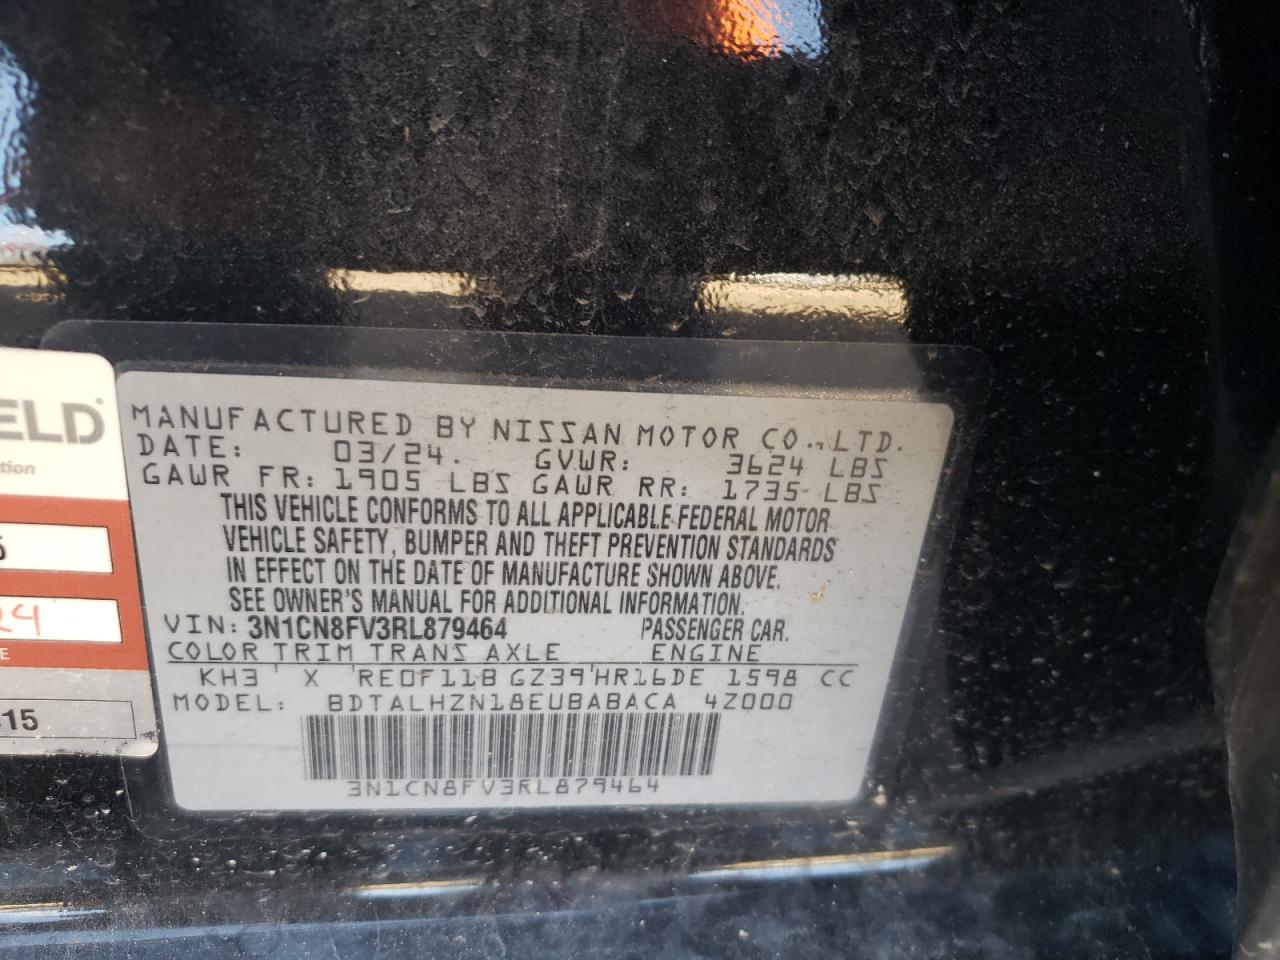 ELD
tion
5
24
E
15
MANUFACTURED BY NISSAN MOTOR CO., LTD.
DATE: 03/24. GVWR: 3624 LBS
GAWR FR: 1905 LBS GAWR RR: 1735 LBS
THIS VEHICLE CONFORMS TO ALL APPLICABLE FEDERAL MOTOR
VEHICLE SAFETY, BUMPER AND THEFT PREVENTION STANDARDS
IN EFFECT ON THE DATE OF MANUFACTURE SHOWN ABOVE.
SEE OWNER'S MANUAL FOR ADDITIONAL INFORMATION.
VIN: 3N1CN8FV3RL879464 PASSENGER CAR.
COLOR TRIM TRANS AXLE ENGINE
KH3 X RE0F11B GZ39 HR16DE 1598 CC
MODEL: BDTALHZN18EUBABACA 4Z000
3N1CN8FV3RL879464